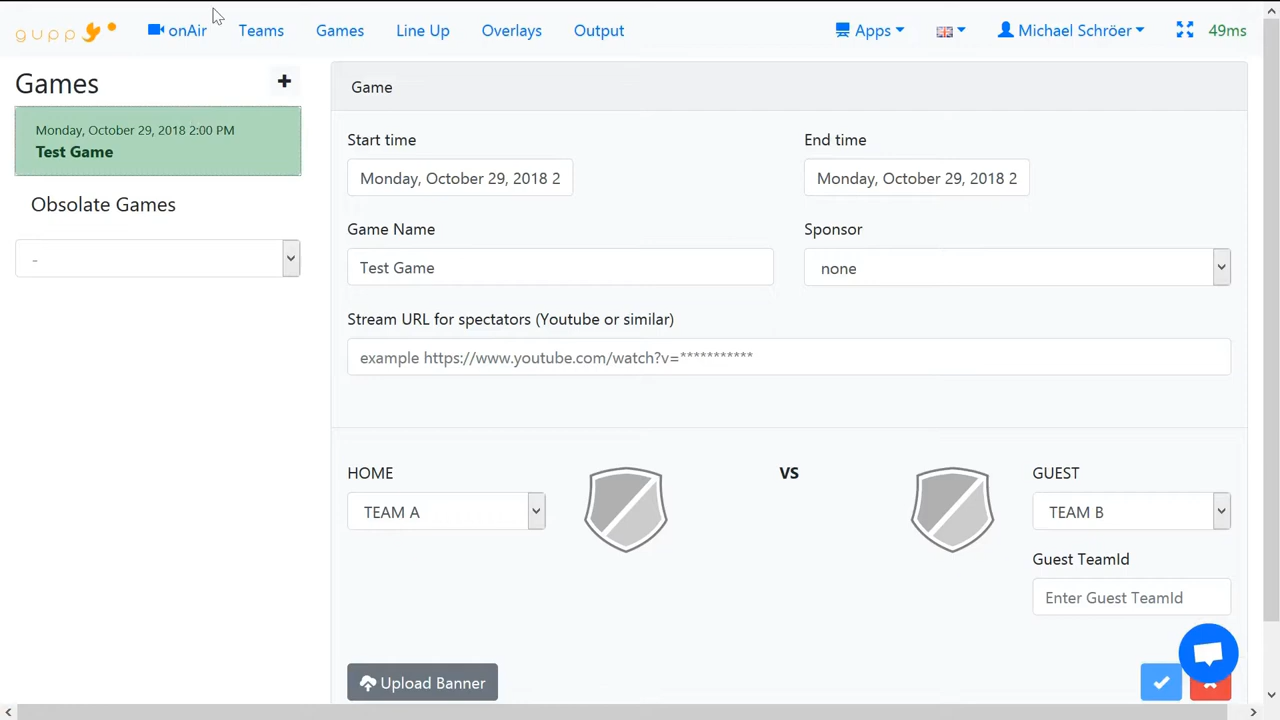 guppy
onAir Teams Games Line Up Overlays Output Apps Michael Schröer 49ms
Games +
Monday, October 29, 2018 2:00 PM
Test Game
Obsolate Games
-
Game
Start time End time
Monday, October 29, 2018 2 Monday, October 29, 2018 2
Game Name Sponsor
Test Game none
Stream URL for spectators (Youtube or similar)
example https://www.youtube.com/watch?v=***********
HOME VS GUEST
TEAM A TEAM B
Guest TeamId
Enter Guest TeamId
Upload Banner